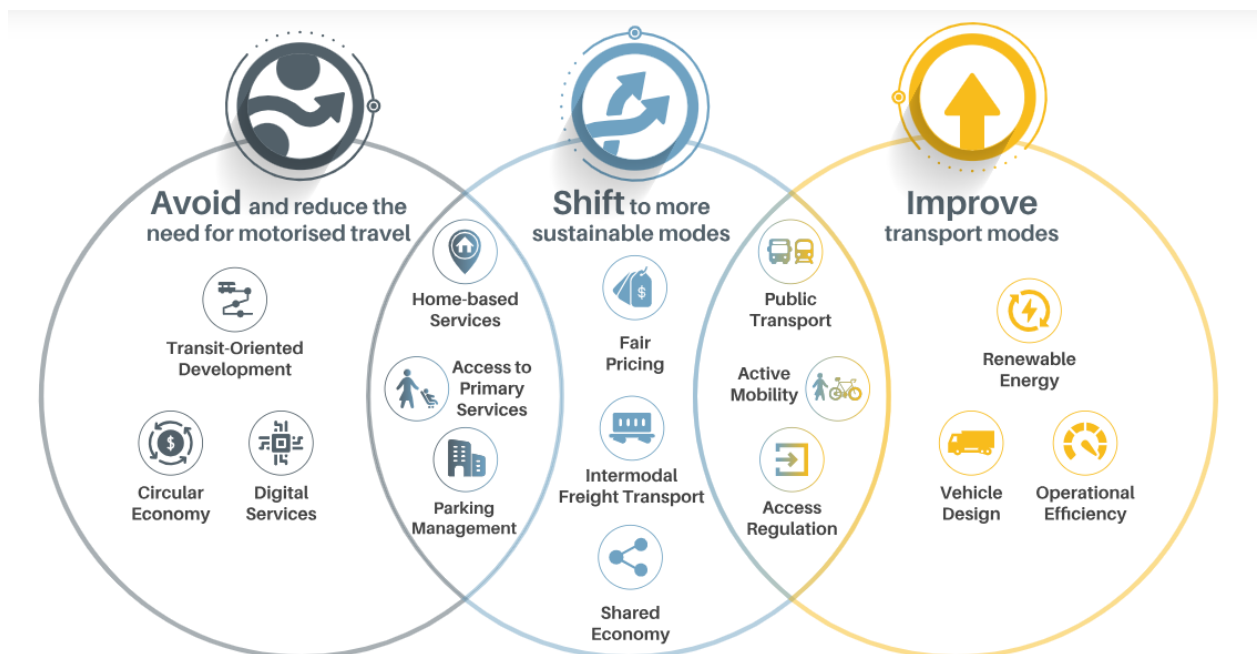 Avoid and reduce the
need for motorised travel
Transit-Oriented
Development
Circular
Economy
Digital
Services
Home-based
Services
Access to
Primary
Services
Parking
Management
Shift to more
sustainable modes
Fair
Pricing
Intermodal
Freight Transport
Shared
Economy
Public
Transport
Active
Mobility
Access
Regulation
Improve
transport modes
Renewable
Energy
Vehicle
Design
Operational
Efficiency